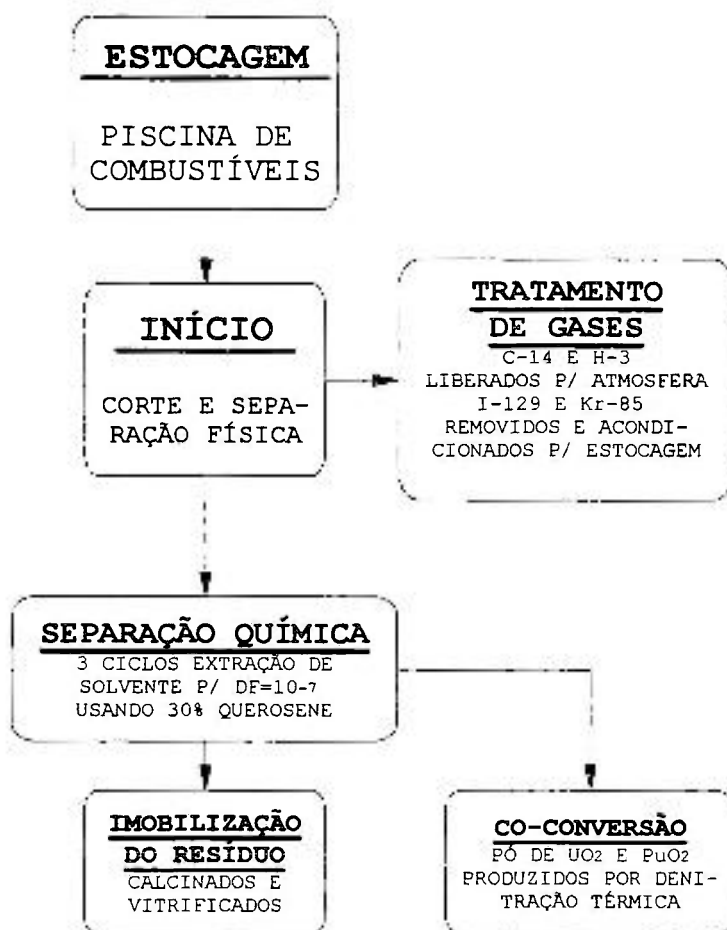 ESTOCAGEM
PISCINA DE
COMBUSTÍVEIS
INÍCIO
CORTE E SEPA-
RAÇÃO FÍSICA
TRATAMENTO
DE GASES
C-14 E H-3
LIBERADOS P/ ATMOSFERA
I-129 E Kr-85
REMOVIDOS E ACONDI-
CIONADOS P/ ESTOCAGEM
SEPARAÇÃO QUÍMICA
3 CICLOS EXTRAÇÃO DE
SOLVENTE P/ DF=10-7
USANDO 30% QUEROSENE
IMOBILIZAÇÃO
DO RESÍDUO
CALCINADOS E
VITRIFICADOS
CO-CONVERSÃO
PÓ DE UO2 E PuO2
PRODUZIDOS POR DENI-
TRAÇÃO TÉRMICA